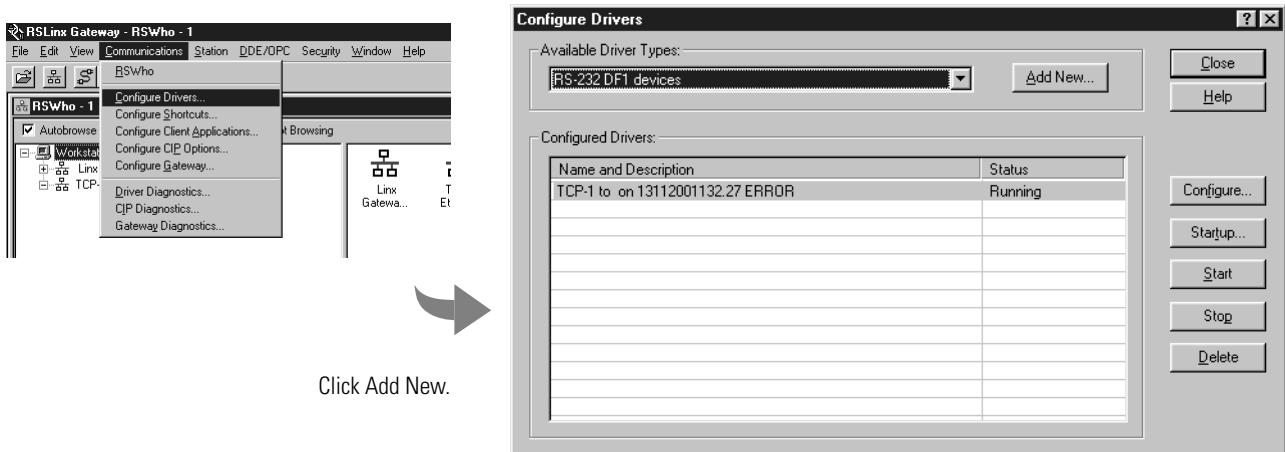 RSLinx Gateway - RSWho - 1
File Edit View Communications Station DDE/OPC Security Window Help
RSWho
Configure Drivers...
Configure Shortcuts...
Configure Client Applications...
Configure CIP Options...
Configure Gateway...
Driver Diagnostics...
CIP Diagnostics...
Gateway Diagnostics...
RSWho - 1
Autobrowse
Browsing
Linx
TCP-
Linx
Gatewa...
Click Add New.
Configure Drivers
Available Driver Types:
RS-232 DF1 devices
Add New...
Close
Help
Configured Drivers:
Name and Description Status
TCP-1 to on 13112001132.27 ERROR Running
Configure...
Startup...
Start
Stop
Delete